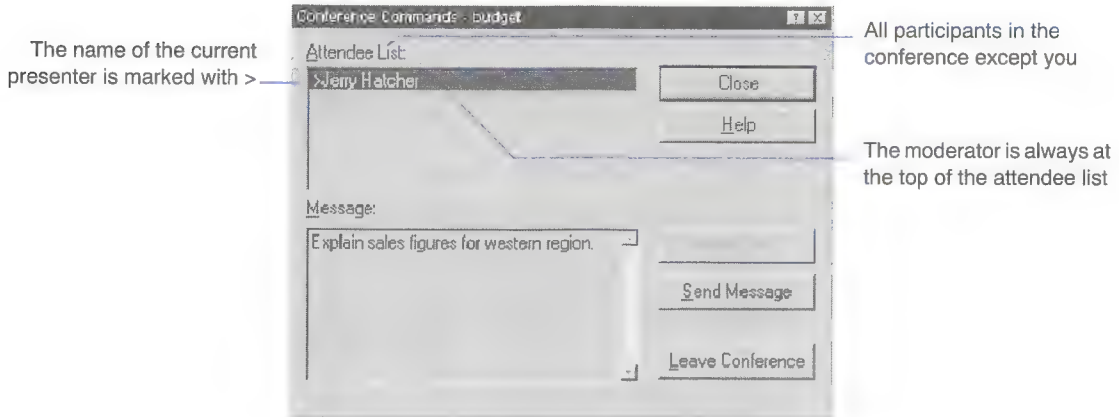 Conference Commands - budget
The name of the current
presenter is marked with >
Attendee List:
>Jerry Hatcher
All participants in the
conference except you
Close
Help
The moderator is always at
the top of the attendee list
Message:
Explain sales figures for western region.
Send Message
Leave Conference